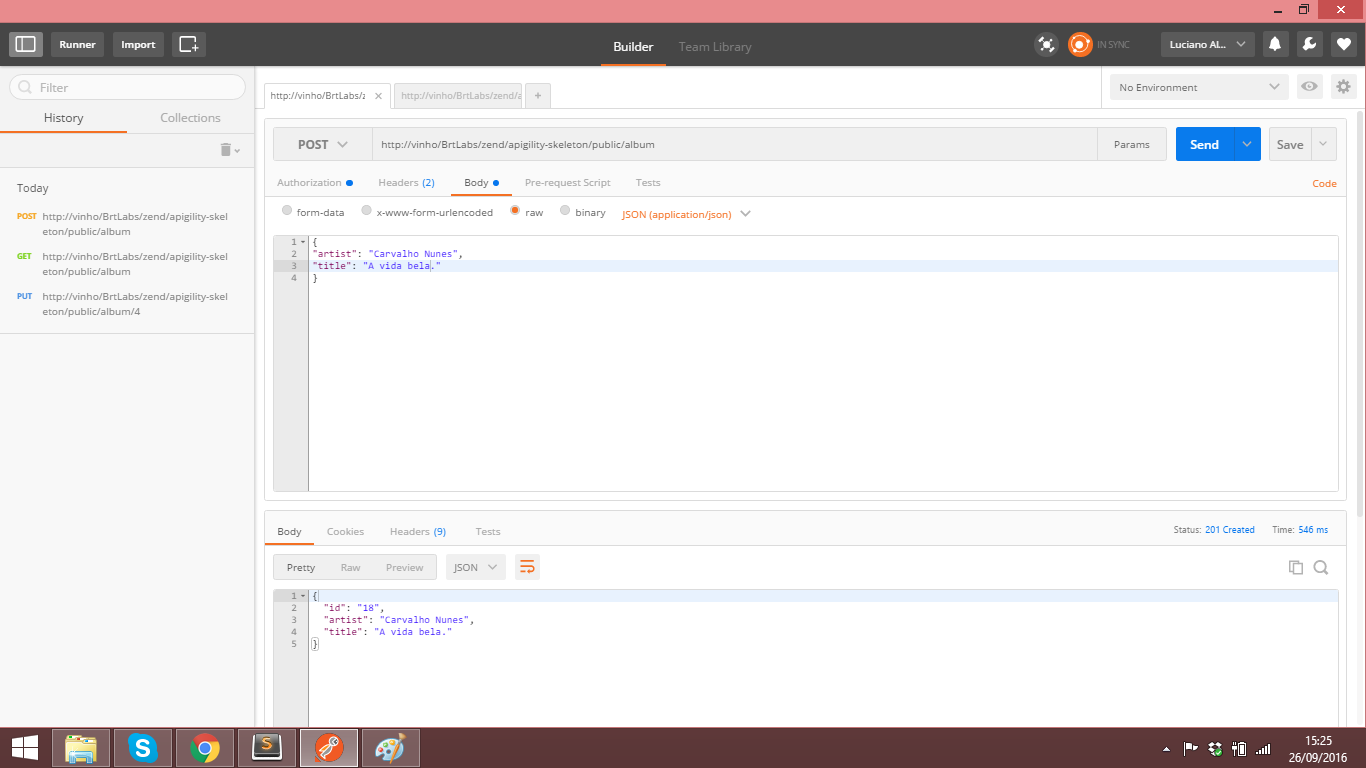 Runner
Import
Builder
Team Library
IN SYNC
Luciano Al...
Filter
History
Collections
Today
POST http://vinho/BrtLabs/zend/apigility-skel
eton/public/album
GET http://vinho/BrtLabs/zend/apigility-skel
eton/public/album
PUT http://vinho/BrtLabs/zend/apigility-skel
eton/public/album/4
http://vinho/BrtLabs/z
http://vinho/BrtLabs/zend/a
+
No Environment
POST
http://vinho/BrtLabs/zend/apigility-skeleton/public/album
Params
Send
Save
Authorization
Headers (2)
Body
Pre-request Script
Tests
Code
form-data
x-www-form-urlencoded
raw
binary
JSON (application/json)
1 {
2 "artist": "Carvalho Nunes",
3 "title": "A vida bela."
4 }
Body
Cookies
Headers (9)
Tests
Status: 201 Created
Time: 546 ms
Pretty
Raw
Preview
JSON
1 {
2 "id": "18",
3 "artist": "Carvalho Nunes",
4 "title": "A vida bela."
5 }
15:25
26/09/2016